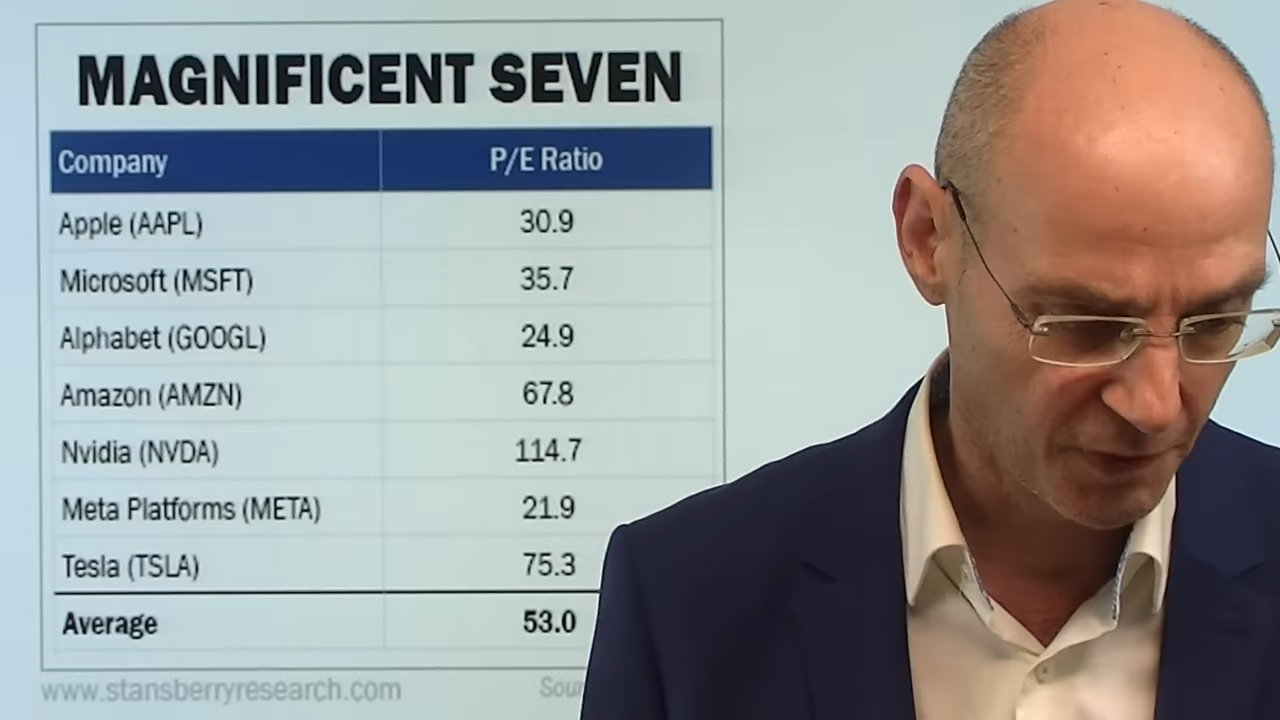 MAGNIFICENT SEVEN
Company P/E Ratio
Apple (AAPL) 30.9
Microsoft (MSFT) 35.7
Alphabet (GOOGL) 24.9
Amazon (AMZN) 67.8
Nvidia (NVDA) 114.7
Meta Platforms (META) 21.9
Tesla (TSLA) 75.3
Average 53.0
www.stansberryresearch.com